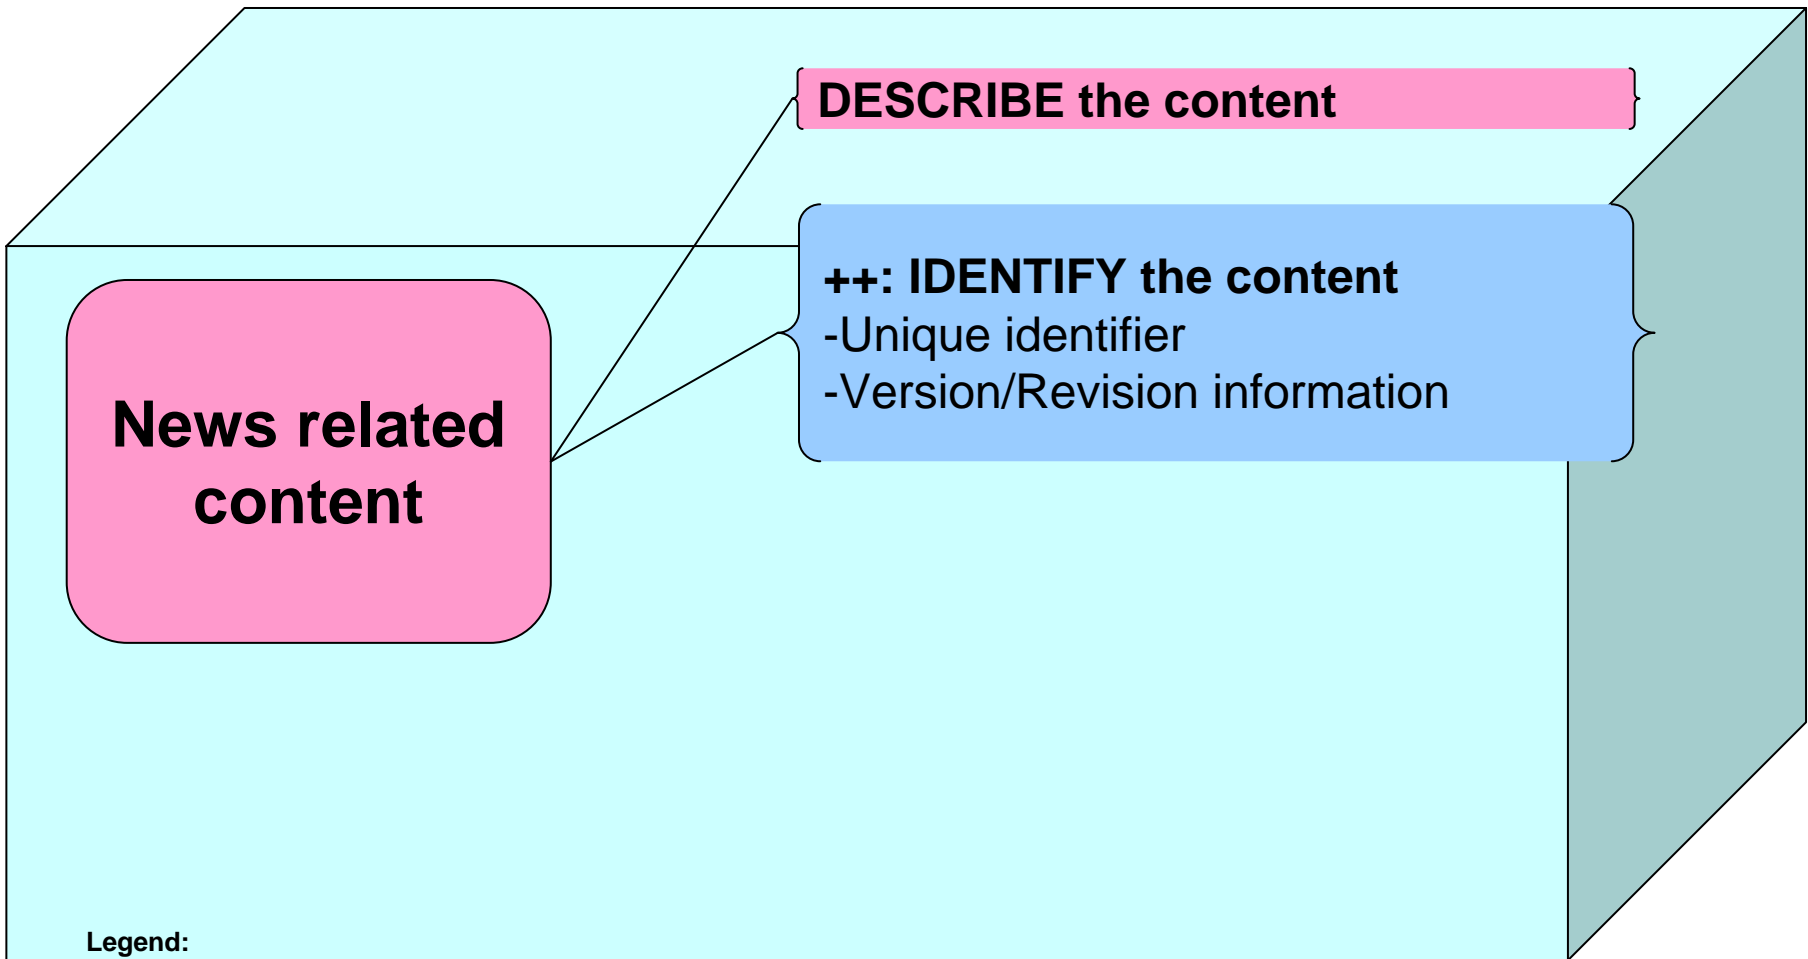 DESCRIBE the content
++: IDENTIFY the content
-Unique identifier
-Version/Revision information
News related
content
Legend: